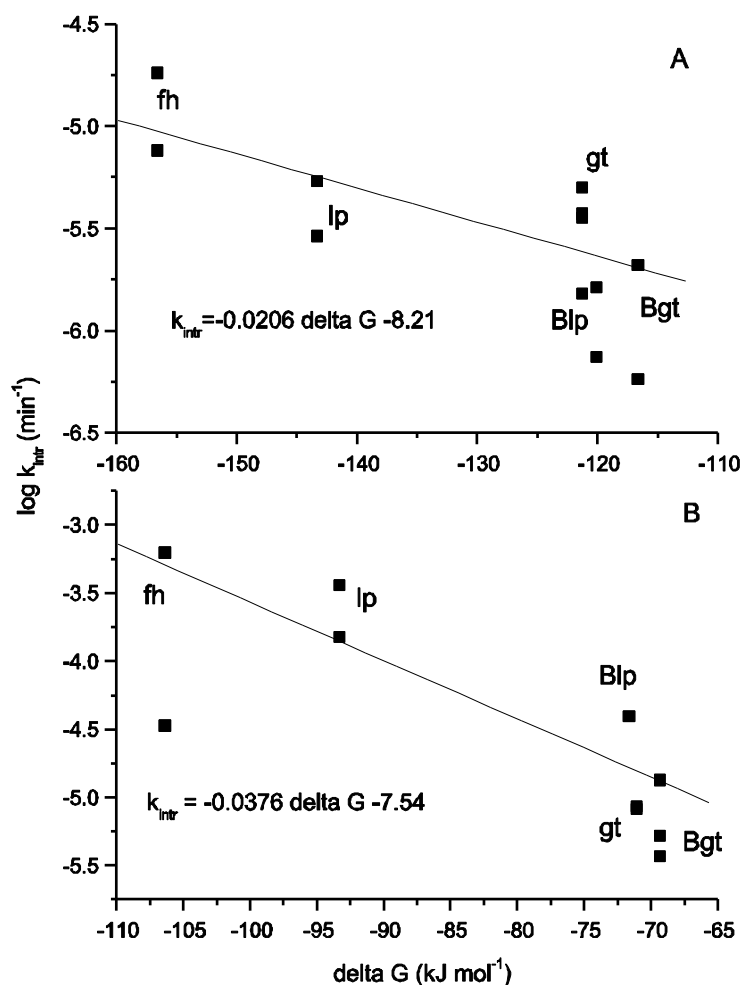 -4.5
A
fh
-5.0
gt
-5.5
lp
Blp
Bgt
k_intr=-0.0206 delta G -8.21
-6.0
-6.5
-160 -150 -140 -130 -120 -110
log k_intr (min⁻¹)
B
-3.0
fh
lp
-3.5
-4.0
Blp
-4.5
k_intr = -0.0376 delta G -7.54
-5.0
gt
Bgt
-5.5
-110 -105 -100 -95 -90 -85 -80 -75 -70 -65
delta G (kJ mol⁻¹)